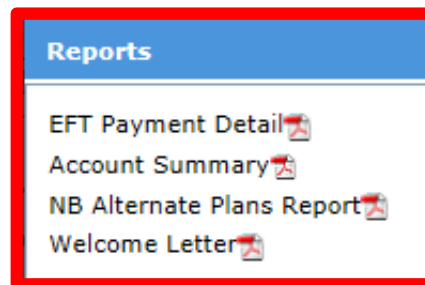 Reports
EFT Payment Detail
Account Summary
NB Alternate Plans Report
Welcome Letter